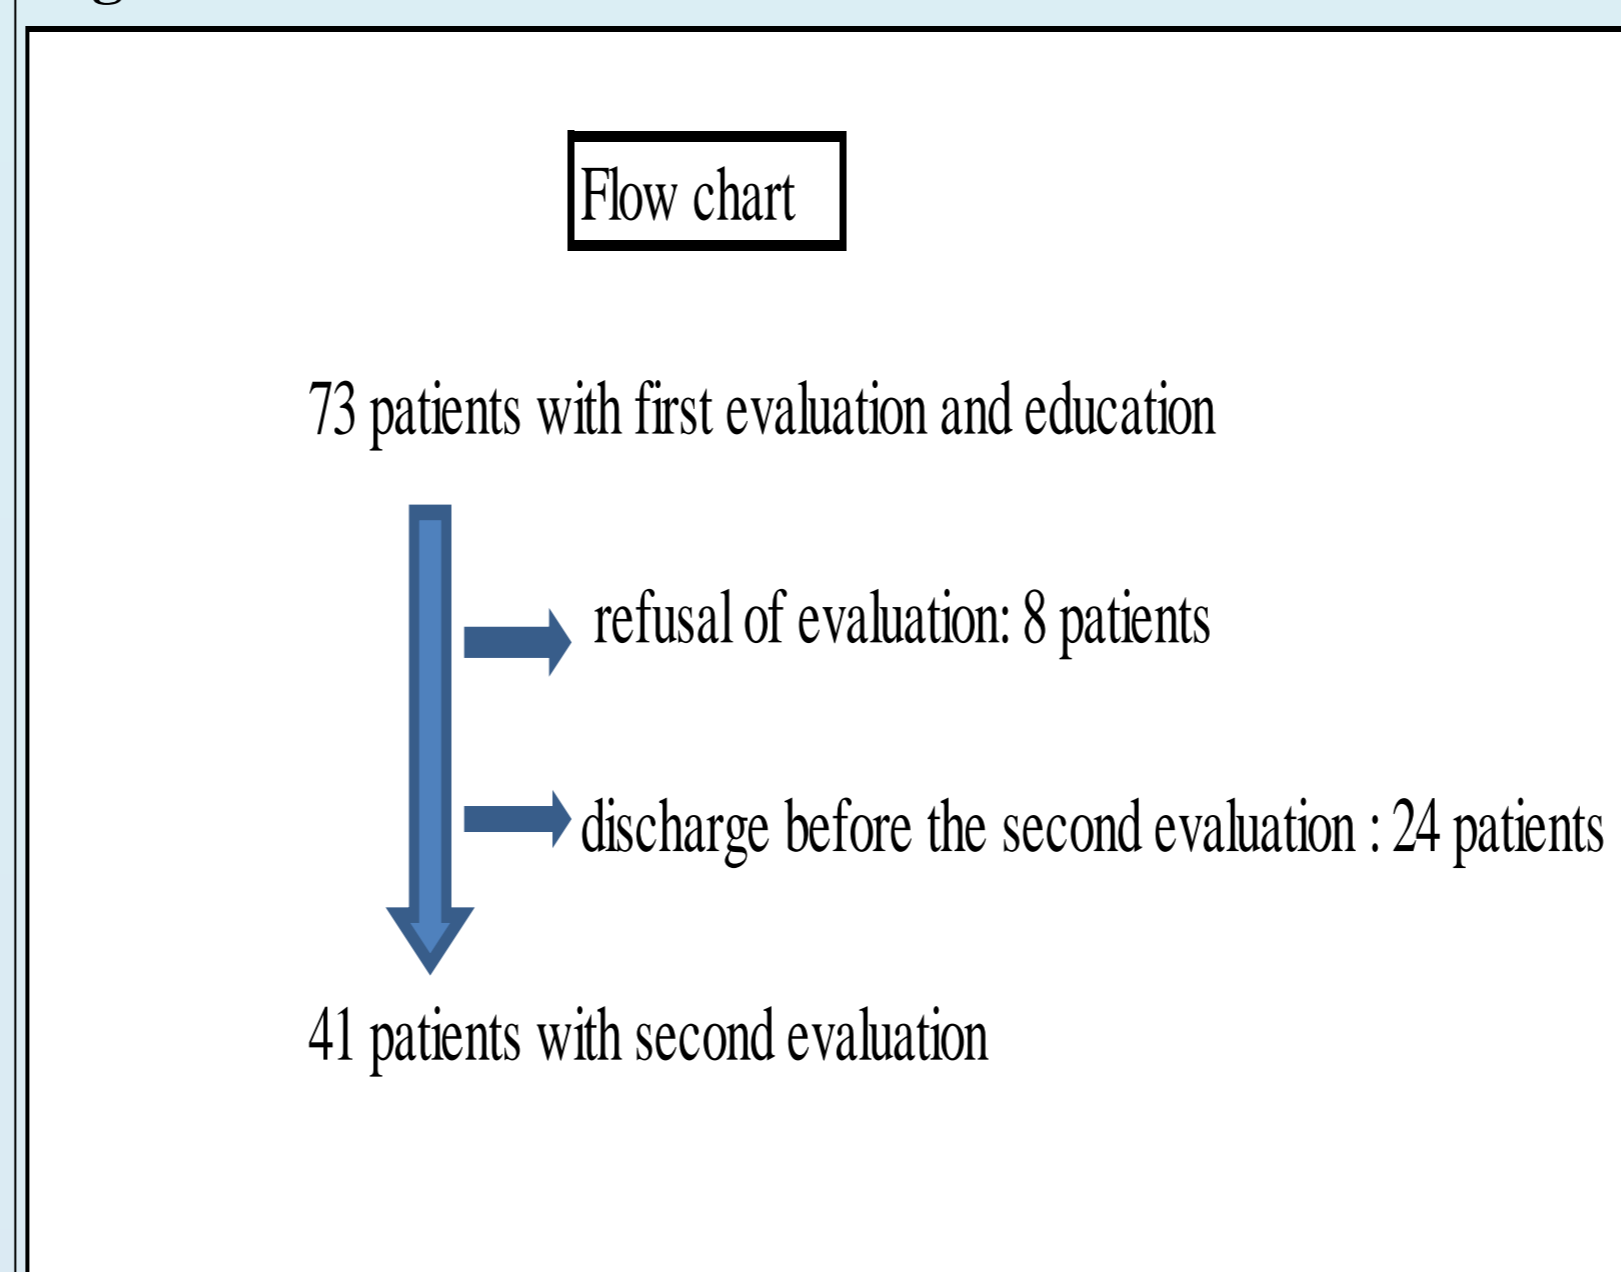 Flow chart
73 patients with first evaluation and education
refusal of evaluation: 8 patients
discharge before the second evaluation : 24 patients
41 patients with second evaluation